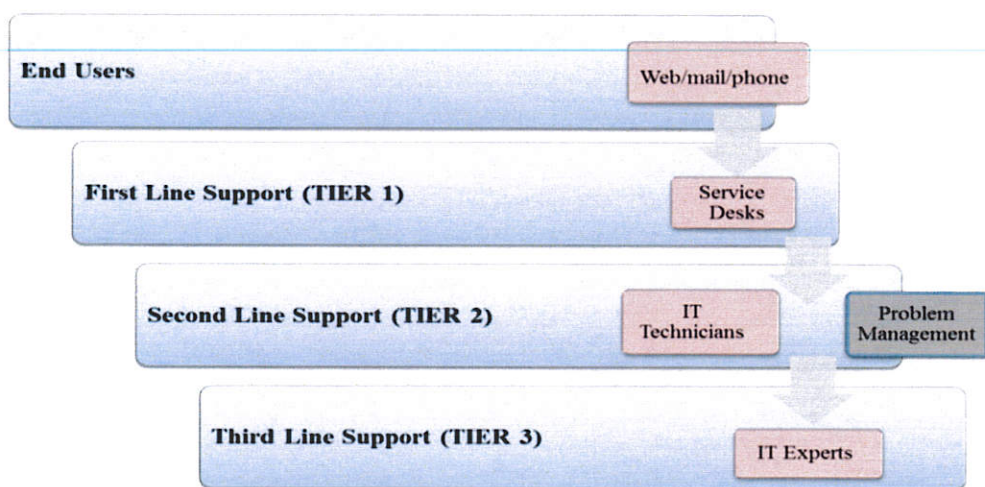 End Users
Web/mail/phone
First Line Support (TIER 1)
Service
Desks
Second Line Support (TIER 2)
IT
Technicians
Problem
Management
Third Line Support (TIER 3)
IT Experts